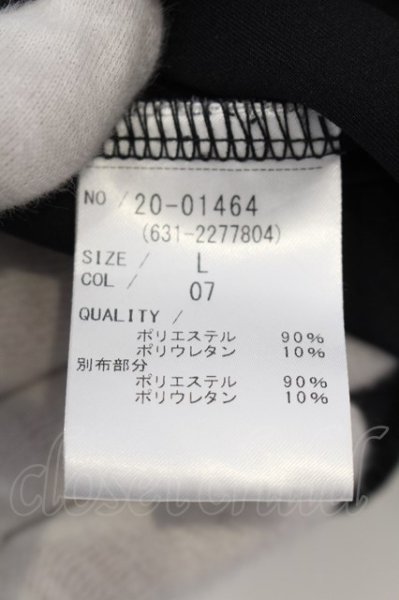 NO / 20-01464
(631-2277804)
SIZE / L
COL / 07
QUALITY /
ポリエステル 90%
ポリウレタン 10%
別布部分
ポリエステル 90%
ポリウレタン 10%
closet child